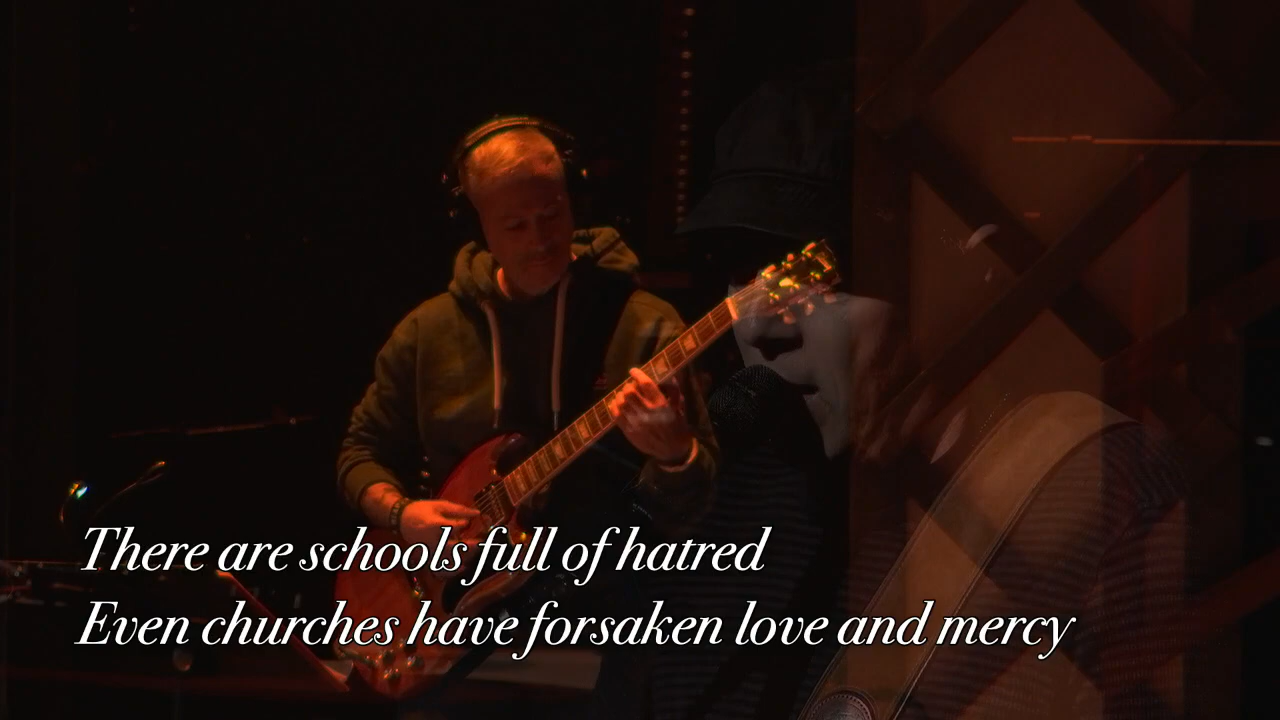 There are schools full of hatred
Even churches have forsaken love and mercy